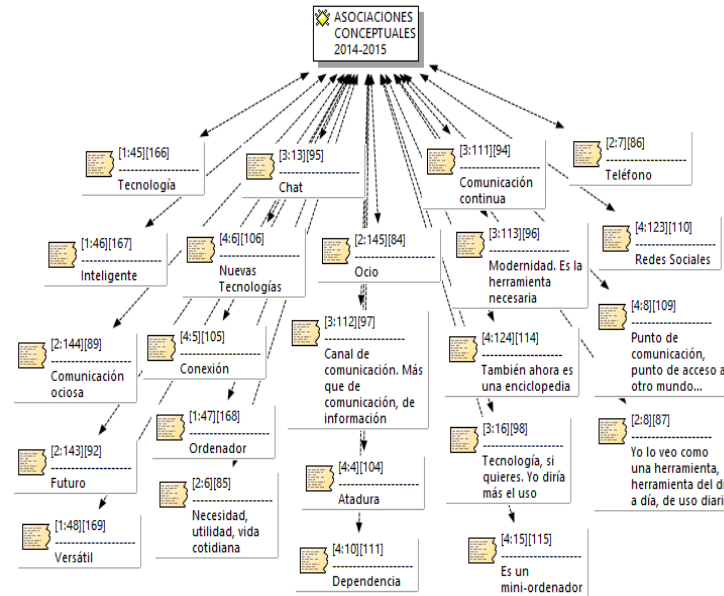 ASOCIACIONES
CONCEPTUALES
2014-2015
[1:45][166]
Tecnología
[3:13][95]
Chat
[3:111][94]
Comunicación
continua
[2:7][86]
Teléfono
[1:46][167]
Inteligente
[4:6][106]
Nuevas
Tecnologías
[2:145][84]
Ocio
[3:113][96]
Modernidad. Es la
herramienta
necesaria
[4:123][110]
Redes Sociales
[2:144][89]
Comunicación
ociosa
[4:5][105]
Conexión
[3:112][97]
Canal de
comunicación. Más
que de
comunicación, de
información
[4:124][114]
También ahora es
una enciclopedia
[4:8][109]
Punto de
comunicación,
punto de acceso a
otro mundo...
[2:143][92]
Futuro
[1:47][168]
Ordenador
[4:4][104]
Atadura
[3:16][98]
Tecnología, si
quieres. Yo diría
más el uso
[2:8][87]
Yo lo veo como
una herramienta,
herramienta del
a día, de uso
[1:48][169]
Versátil
[2:6][85]
Necesidad,
utilidad, vida
cotidiana
[4:10][111]
Dependencia
[4:15][115]
Es un
mini-ordenador